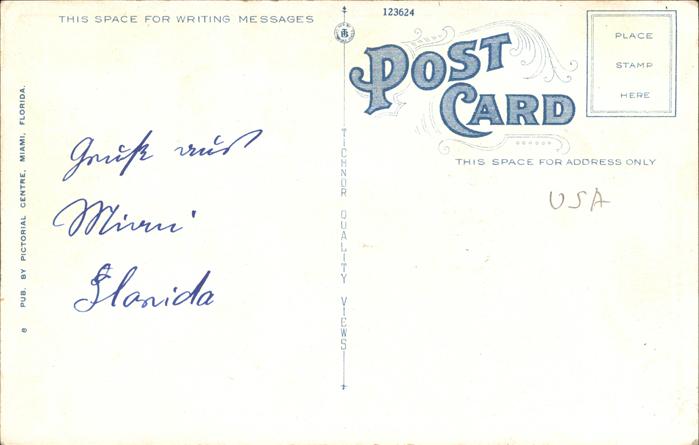 THIS SPACE FOR WRITING MESSAGES
Gruß aus
Miami
Florida
8 PUB. BY PICTORIAL CENTRE, MIAMI, FLORIDA.
TICHNOR QUALITY VIEWS
123624
POST
CARD
PLACE
STAMP
HERE
THIS SPACE FOR ADDRESS ONLY
USA